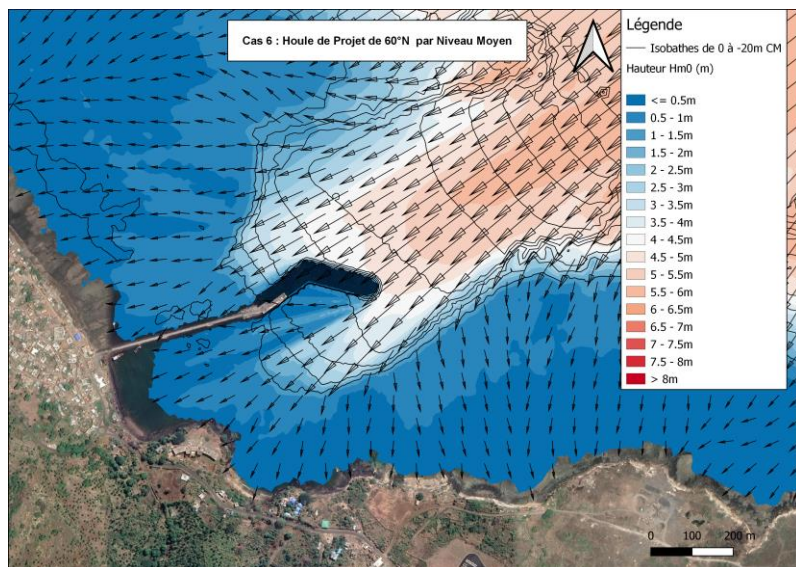 Cas 6 : Houle de Projet de 60°N par Niveau Moyen
Légende
Isobathes de 0 à -20m CM
Hauteur Hm0 (m)
<= 0.5m
0.5 - 1m
1 - 1.5m
1.5 - 2m
2 - 2.5m
2.5 - 3m
3 - 3.5m
3.5 - 4m
4 - 4.5m
4.5 - 5m
5 - 5.5m
5.5 - 6m
6 - 6.5m
6.5 - 7m
7 - 7.5m
7.5 - 8m
> 8m
0 100 200 m